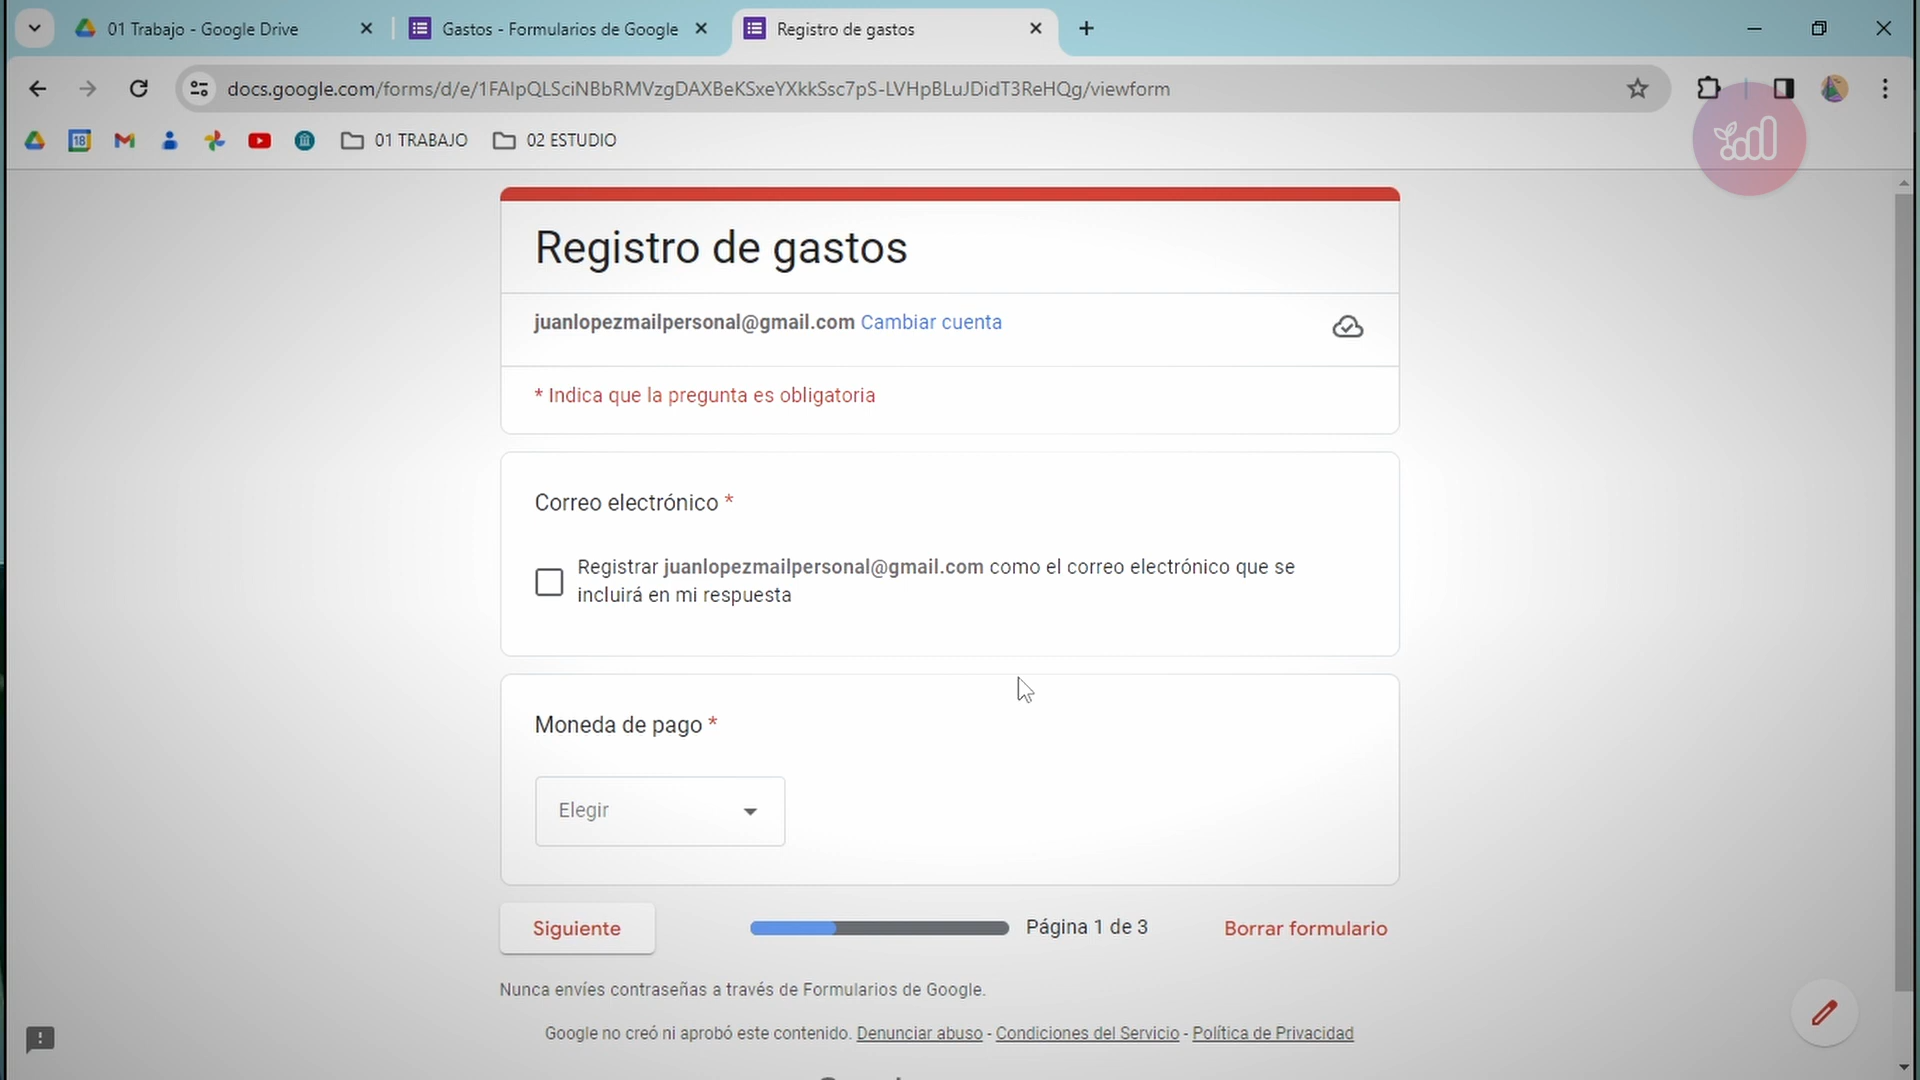 01 Trabajo - Google Drive
Gastos - Formularios de Google
Registro de gastos
docs.google.com/forms/d/e/1FAIpQLSciNBbRMVzgDAXBeKSxeYXkkSsc7pS-LVHpBLuJDidT3ReHQg/viewform
18
01 TRABAJO
02 ESTUDIO
Registro de gastos
juanlopezmailpersonal@gmail.com Cambiar cuenta
* Indica que la pregunta es obligatoria
Correo electrónico *
Registrar juanlopezmailpersonal@gmail.com como el correo electrónico que se
incluirá en mi respuesta
Moneda de pago *
Elegir
Siguiente
Página 1 de 3
Borrar formulario
Nunca envíes contraseñas a través de Formularios de Google.
Google no creó ni aprobó este contenido. Denunciar abuso - Condiciones del Servicio - Política de Privacidad